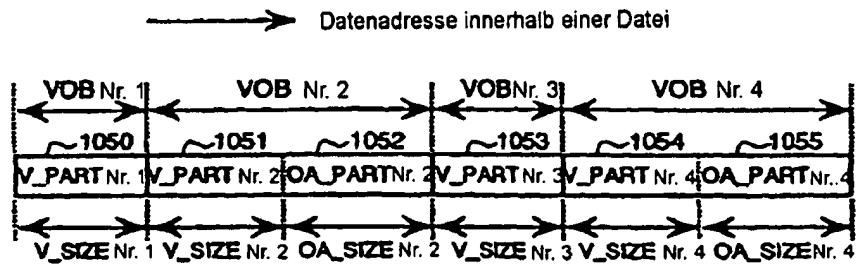 Datenadresse innerhalb einer Datei
VOB Nr. 1 VOB Nr. 2 VOB Nr. 3 VOB Nr. 4
1050 1051 1052 1053 1054 1055
V_PART Nr. 1 V_PART Nr. 2 OA_PART Nr. 2 V_PART Nr. 3 V_PART Nr. 4 OA_PART Nr. 4
V_SIZE Nr. 1 V_SIZE Nr. 2 OA_SIZE Nr. 2 V_SIZE Nr. 3 V_SIZE Nr. 4 OA_SIZE Nr. 4